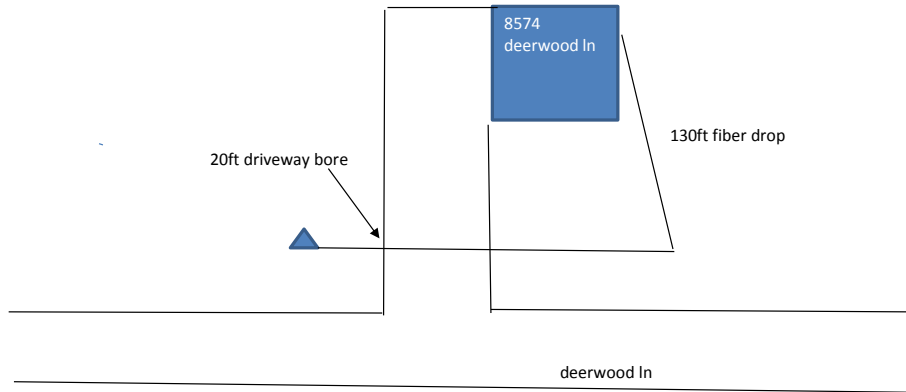 8574
deerwood ln
130ft fiber drop
20ft driveway bore
deerwood ln